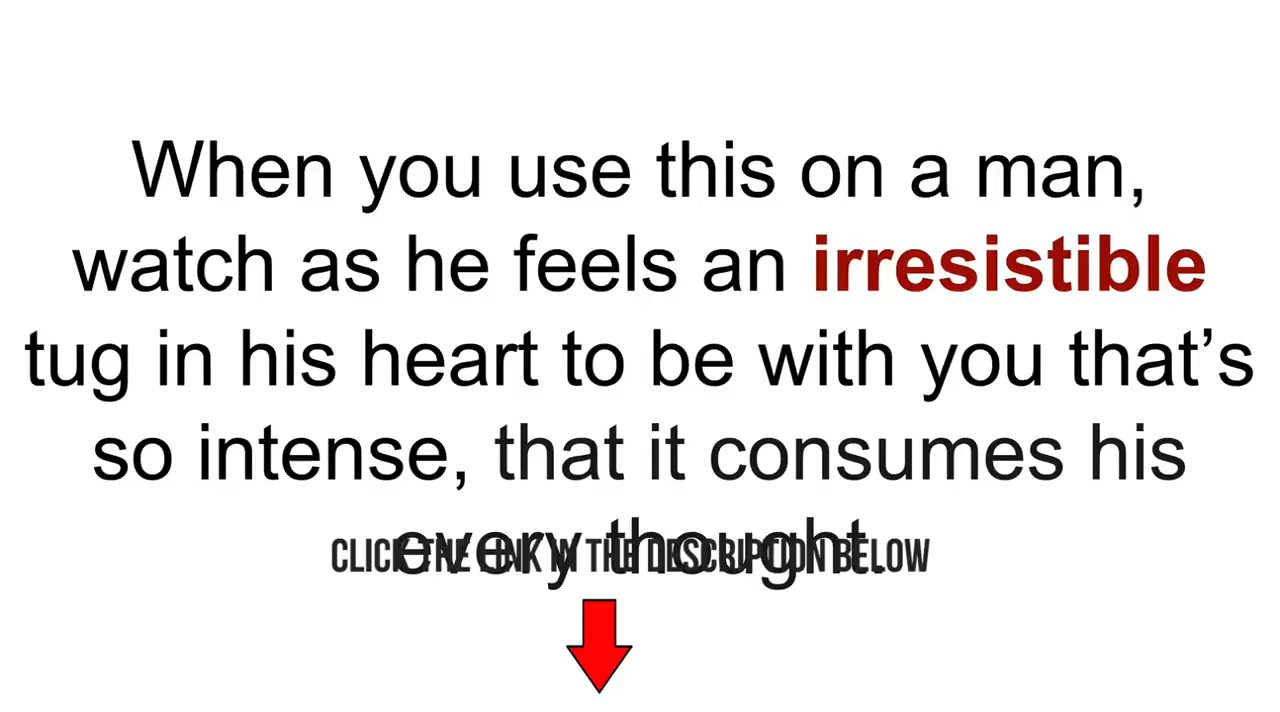 When you use this on a man,
watch as he feels an irresistible
tug in his heart to be with you that’s
so intense, that it consumes his
every thought.
CLICK THE LINK IN THE DESCRIPTION BELOW